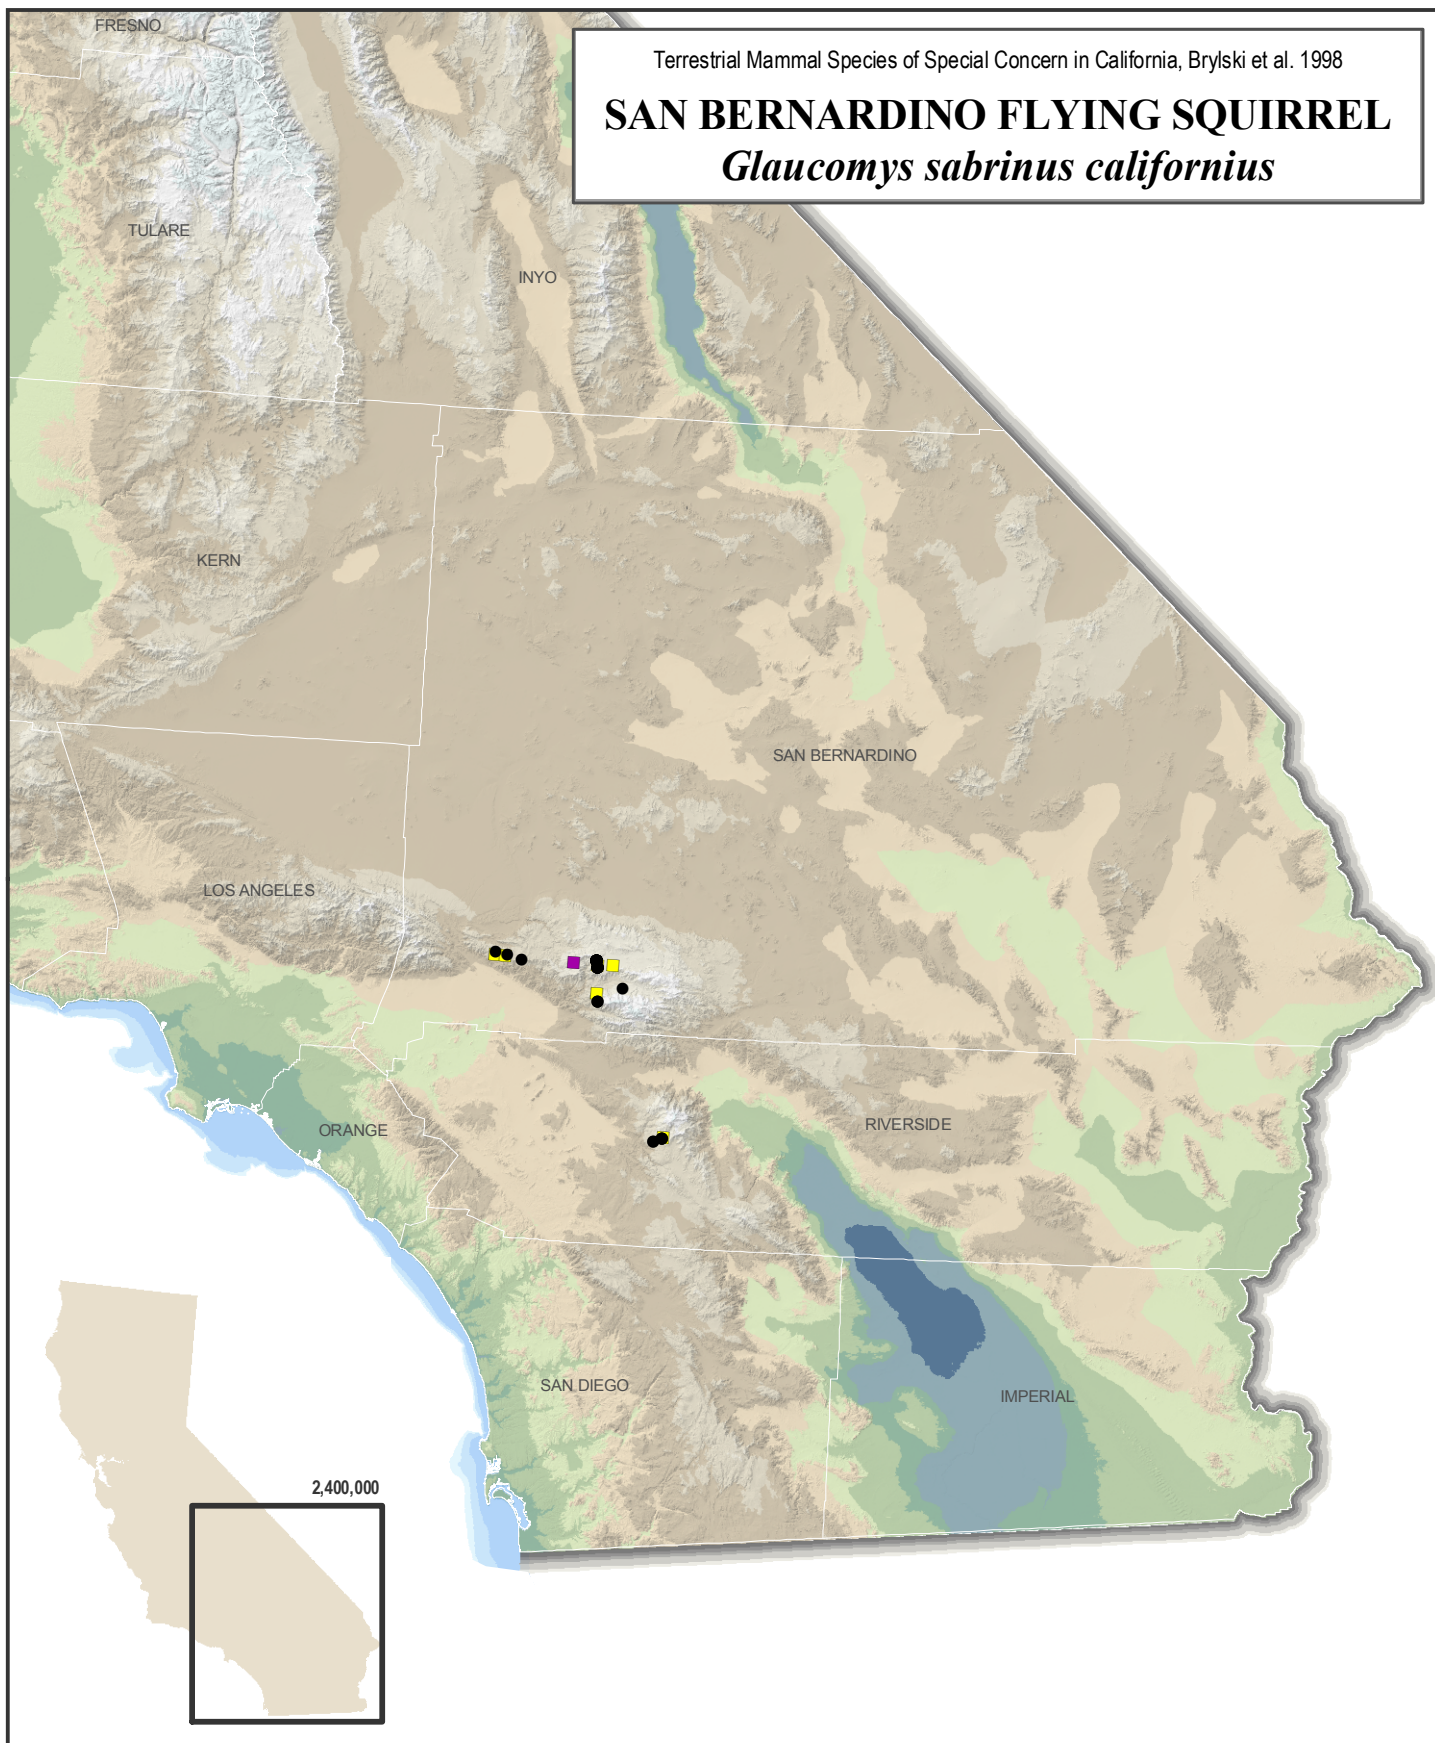 FRESNO
Terrestrial Mammal Species of Special Concern in California, Brylski et al. 1998
SAN BERNARDINO FLYING SQUIRREL
Glaucomys sabrinus californius
TULARE
INYO
KERN
SAN BERNARDINO
LOS ANGELES
RIVERSIDE
ORANGE
SAN DIEGO
IMPERIAL
2,400,000